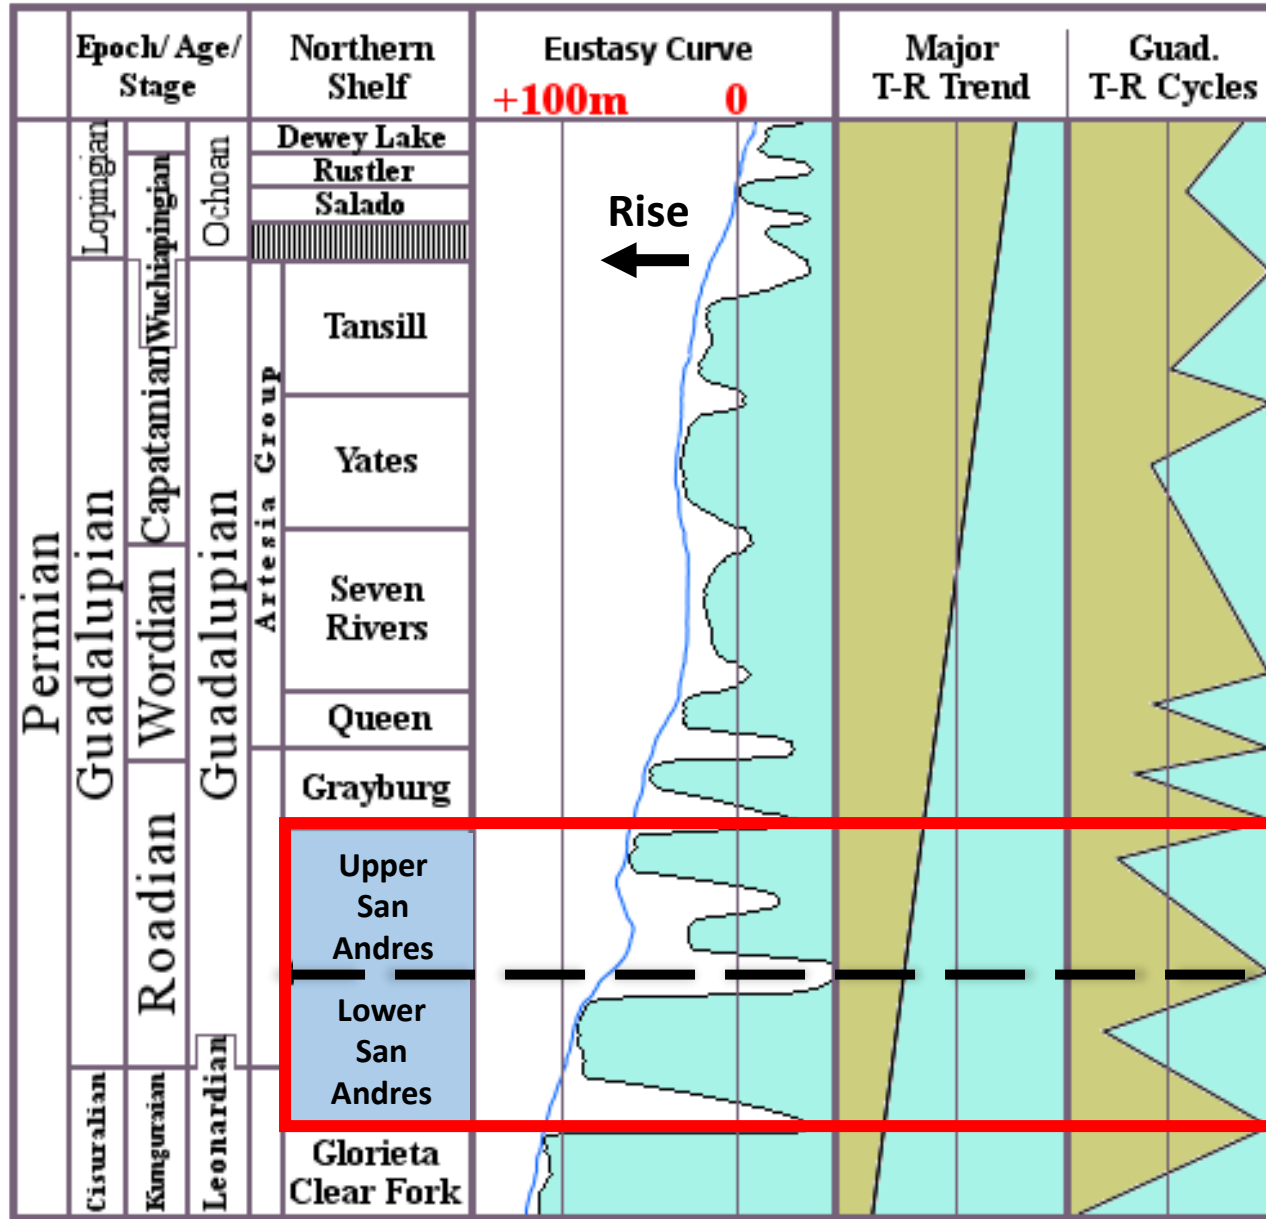 Epoch/Age/
Stage
Northern
Shelf
Eustasy Curve
+100m
0
Major
T-R Trend
Guad.
T-R Cycles
Permian
Lopingian
Guadalupian
Cisuralian
Wuchiapingian
Capatanian
Wordian
Roadian
Kunguraian
Ochoan
Guadalupian
Leonardian
Artesia Group
Dewey Lake
Rustler
Salado
Tansill
Yates
Seven
Rivers
Queen
Grayburg
Upper
San
Andres
Lower
San
Andres
Glorieta
Clear Fork
Rise